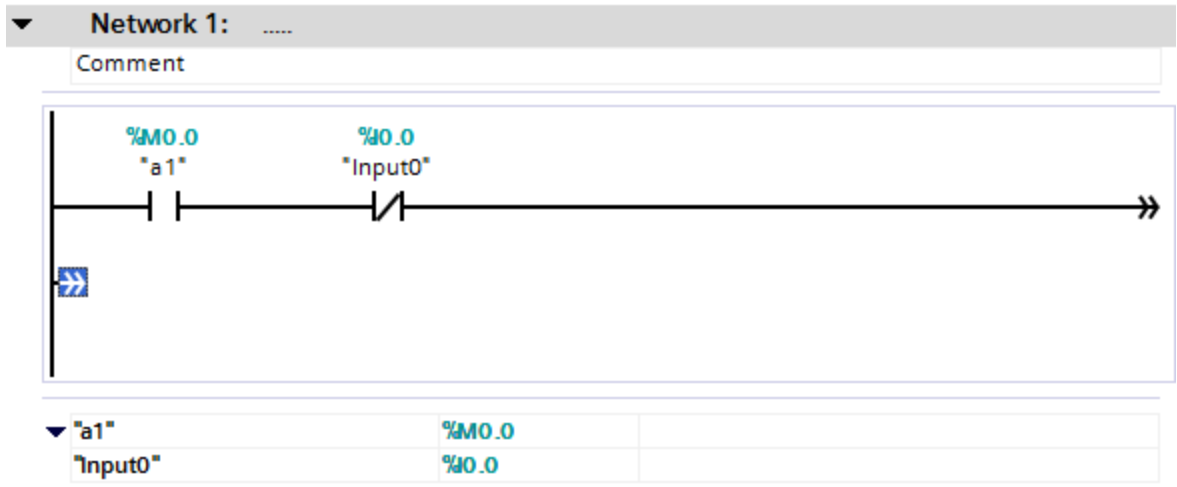 Network 1: .....
Comment
%M0.0 %I0.0
"a1" "Input0"
"a1" %M0.0
"Input0" %I0.0